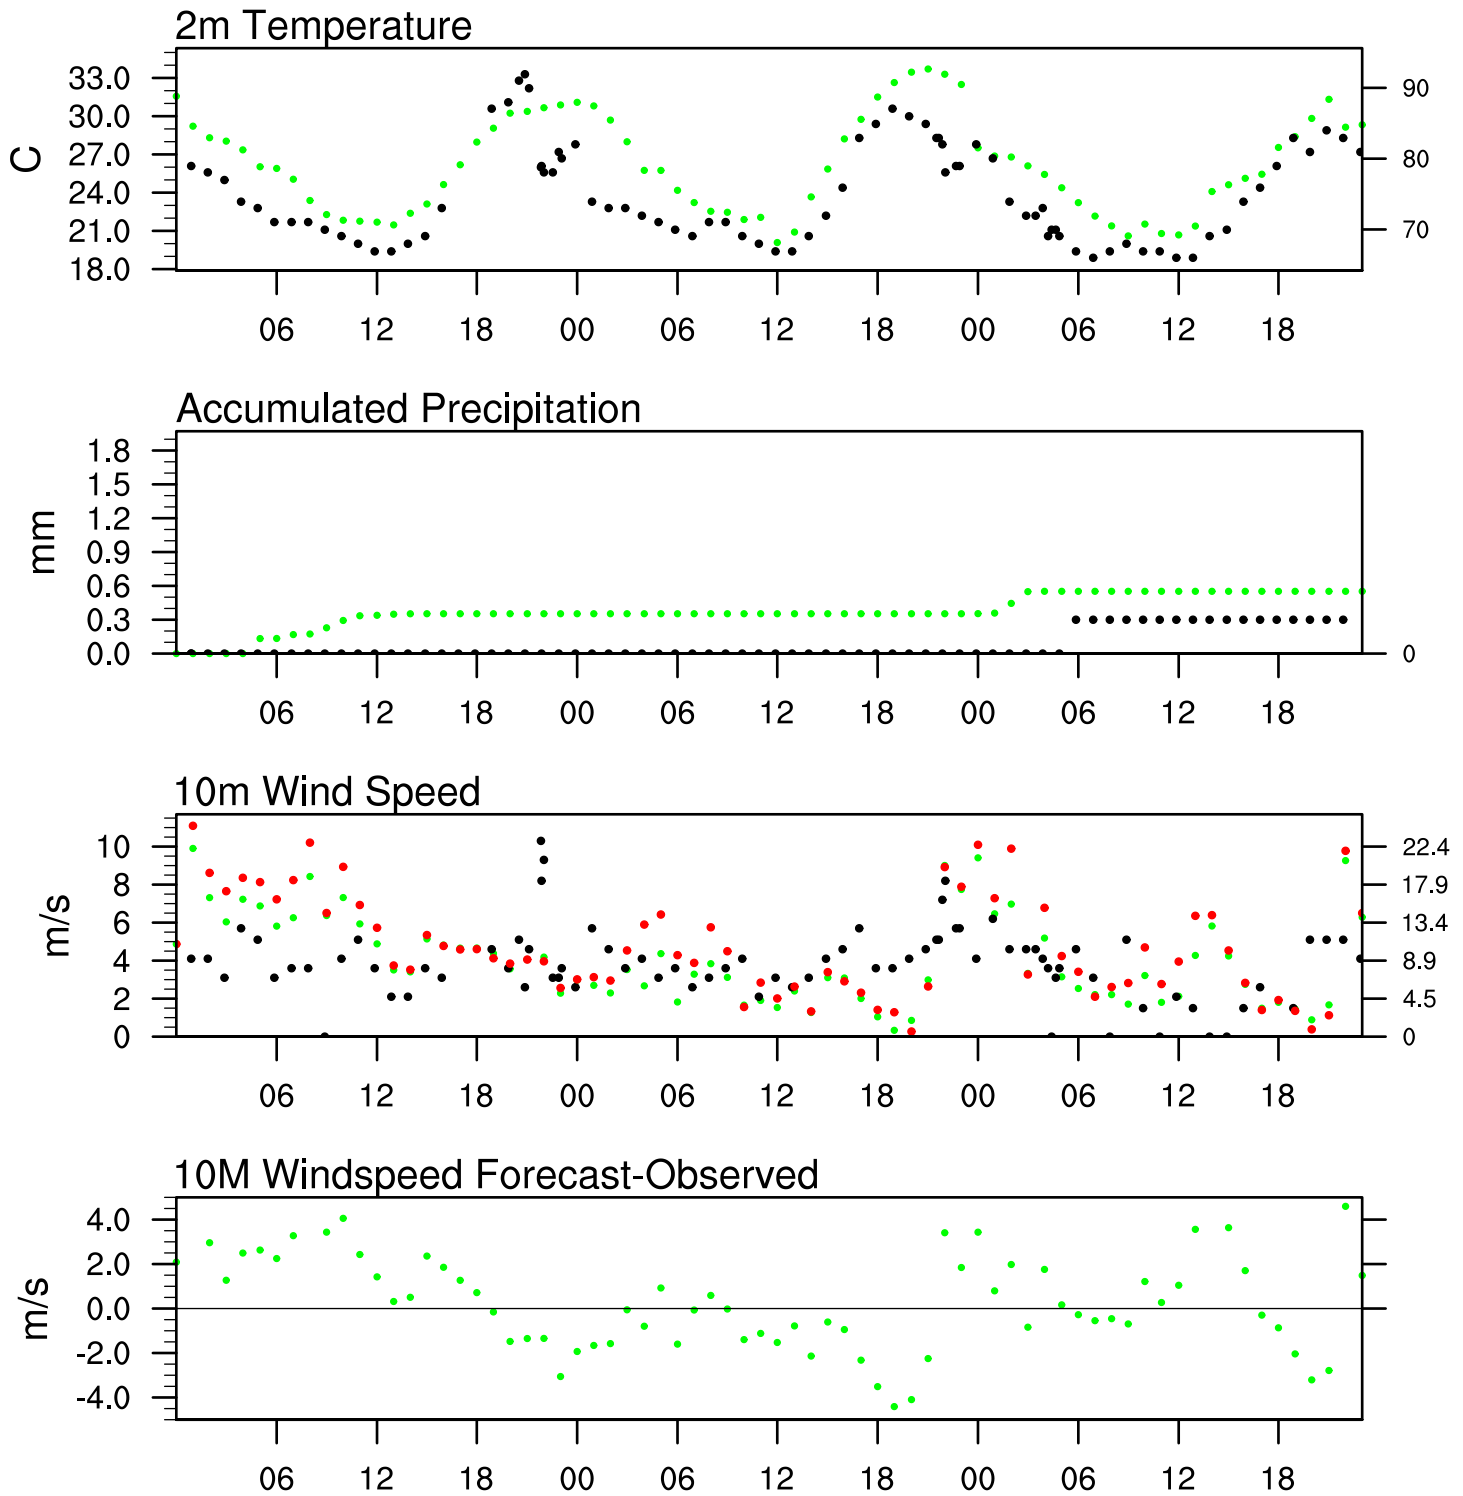 2m Temperature
33.0
30.0
27.0
24.0
21.0
18.0
C
90
80
70
06 12 18 00 06 12 18 00 06 12 18
Accumulated Precipitation
1.8
1.5
1.2
0.9
0.6
0.3
0.0
mm
0
06 12 18 00 06 12 18 00 06 12 18
10m Wind Speed
10
8
6
4
2
0
m/s
22.4
17.9
13.4
8.9
4.5
0
06 12 18 00 06 12 18 00 06 12 18
10M Windspeed Forecast-Observed
4.0
2.0
0.0
-2.0
-4.0
m/s
06 12 18 00 06 12 18 00 06 12 18